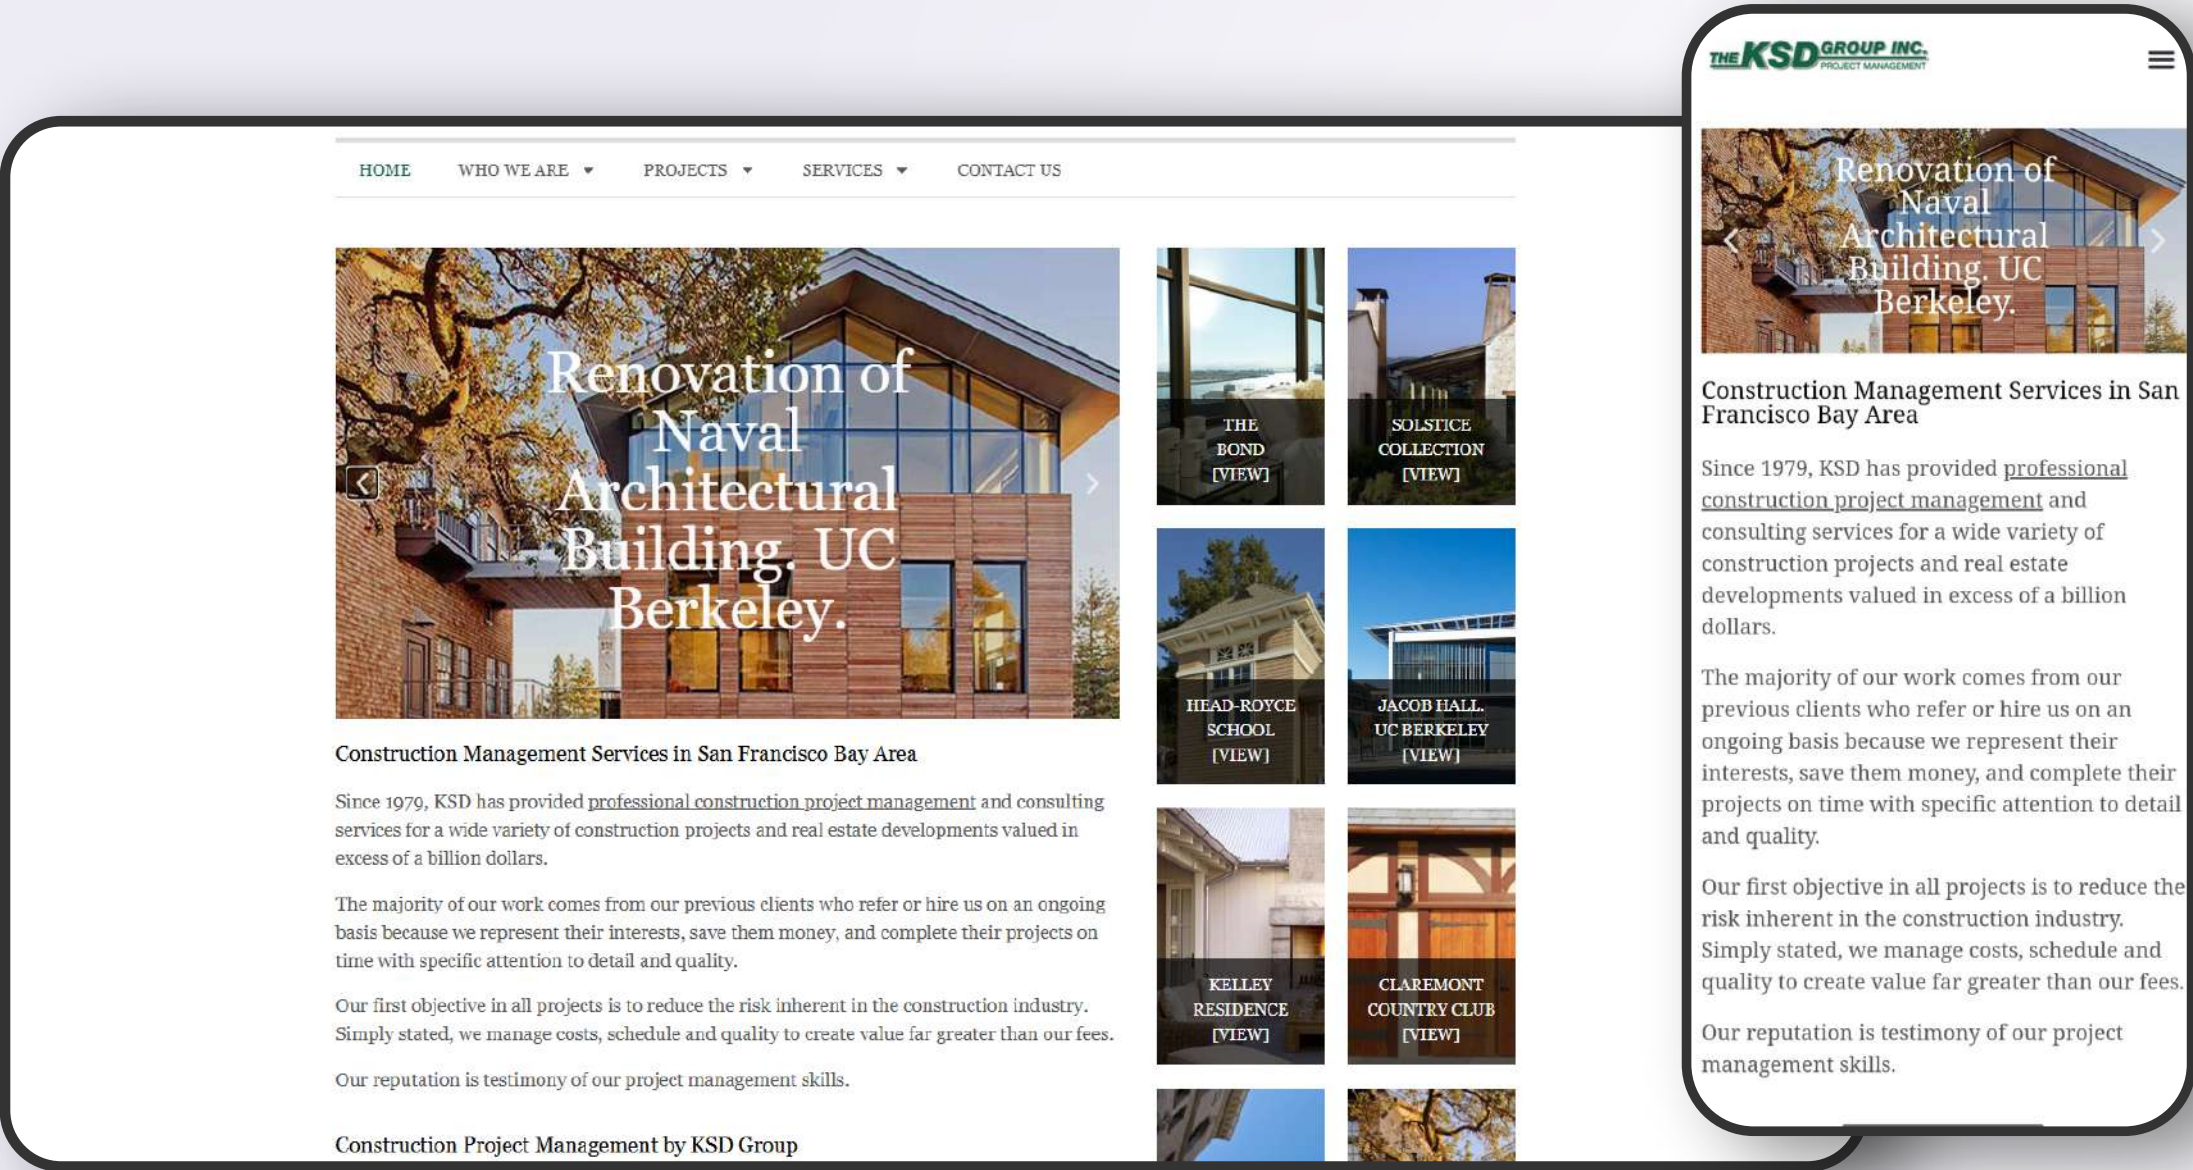 HOME WHO WE ARE PROJECTS SERVICES CONTACT US
Renovation of
Naval
Architectural
Building. UC
Berkeley.
Construction Management Services in San Francisco Bay Area
Since 1979, KSD has provided professional construction project management and consulting
services for a wide variety of construction projects and real estate developments valued in
excess of a billion dollars.
The majority of our work comes from our previous clients who refer or hire us on an ongoing
basis because we represent their interests, save them money, and complete their projects on
time with specific attention to detail and quality.
Our first objective in all projects is to reduce the risk inherent in the construction industry.
Simply stated, we manage costs, schedule and quality to create value far greater than our fees.
Our reputation is testimony of our project management skills.
Construction Project Management by KSD Group
THE
BOND
[VIEW]
SOLSTICE
COLLECTION
[VIEW]
HEAD-ROYCE
SCHOOL
[VIEW]
JACOB HALL.
UC BERKELEY
[VIEW]
KELLEY
RESIDENCE
[VIEW]
CLAREMONT
COUNTRY CLUB
[VIEW]
THE KSD GROUP INC.
PROJECT MANAGEMENT
Renovation of
Naval
Architectural
Building. UC
Berkeley.
Construction Management Services in San
Francisco Bay Area
Since 1979, KSD has provided professional
construction project management and
consulting services for a wide variety of
construction projects and real estate
developments valued in excess of a billion
dollars.
The majority of our work comes from our
previous clients who refer or hire us on an
ongoing basis because we represent their
interests, save them money, and complete their
projects on time with specific attention to detail
and quality.
Our first objective in all projects is to reduce the
risk inherent in the construction industry.
Simply stated, we manage costs, schedule and
quality to create value far greater than our fees.
Our reputation is testimony of our project
management skills.